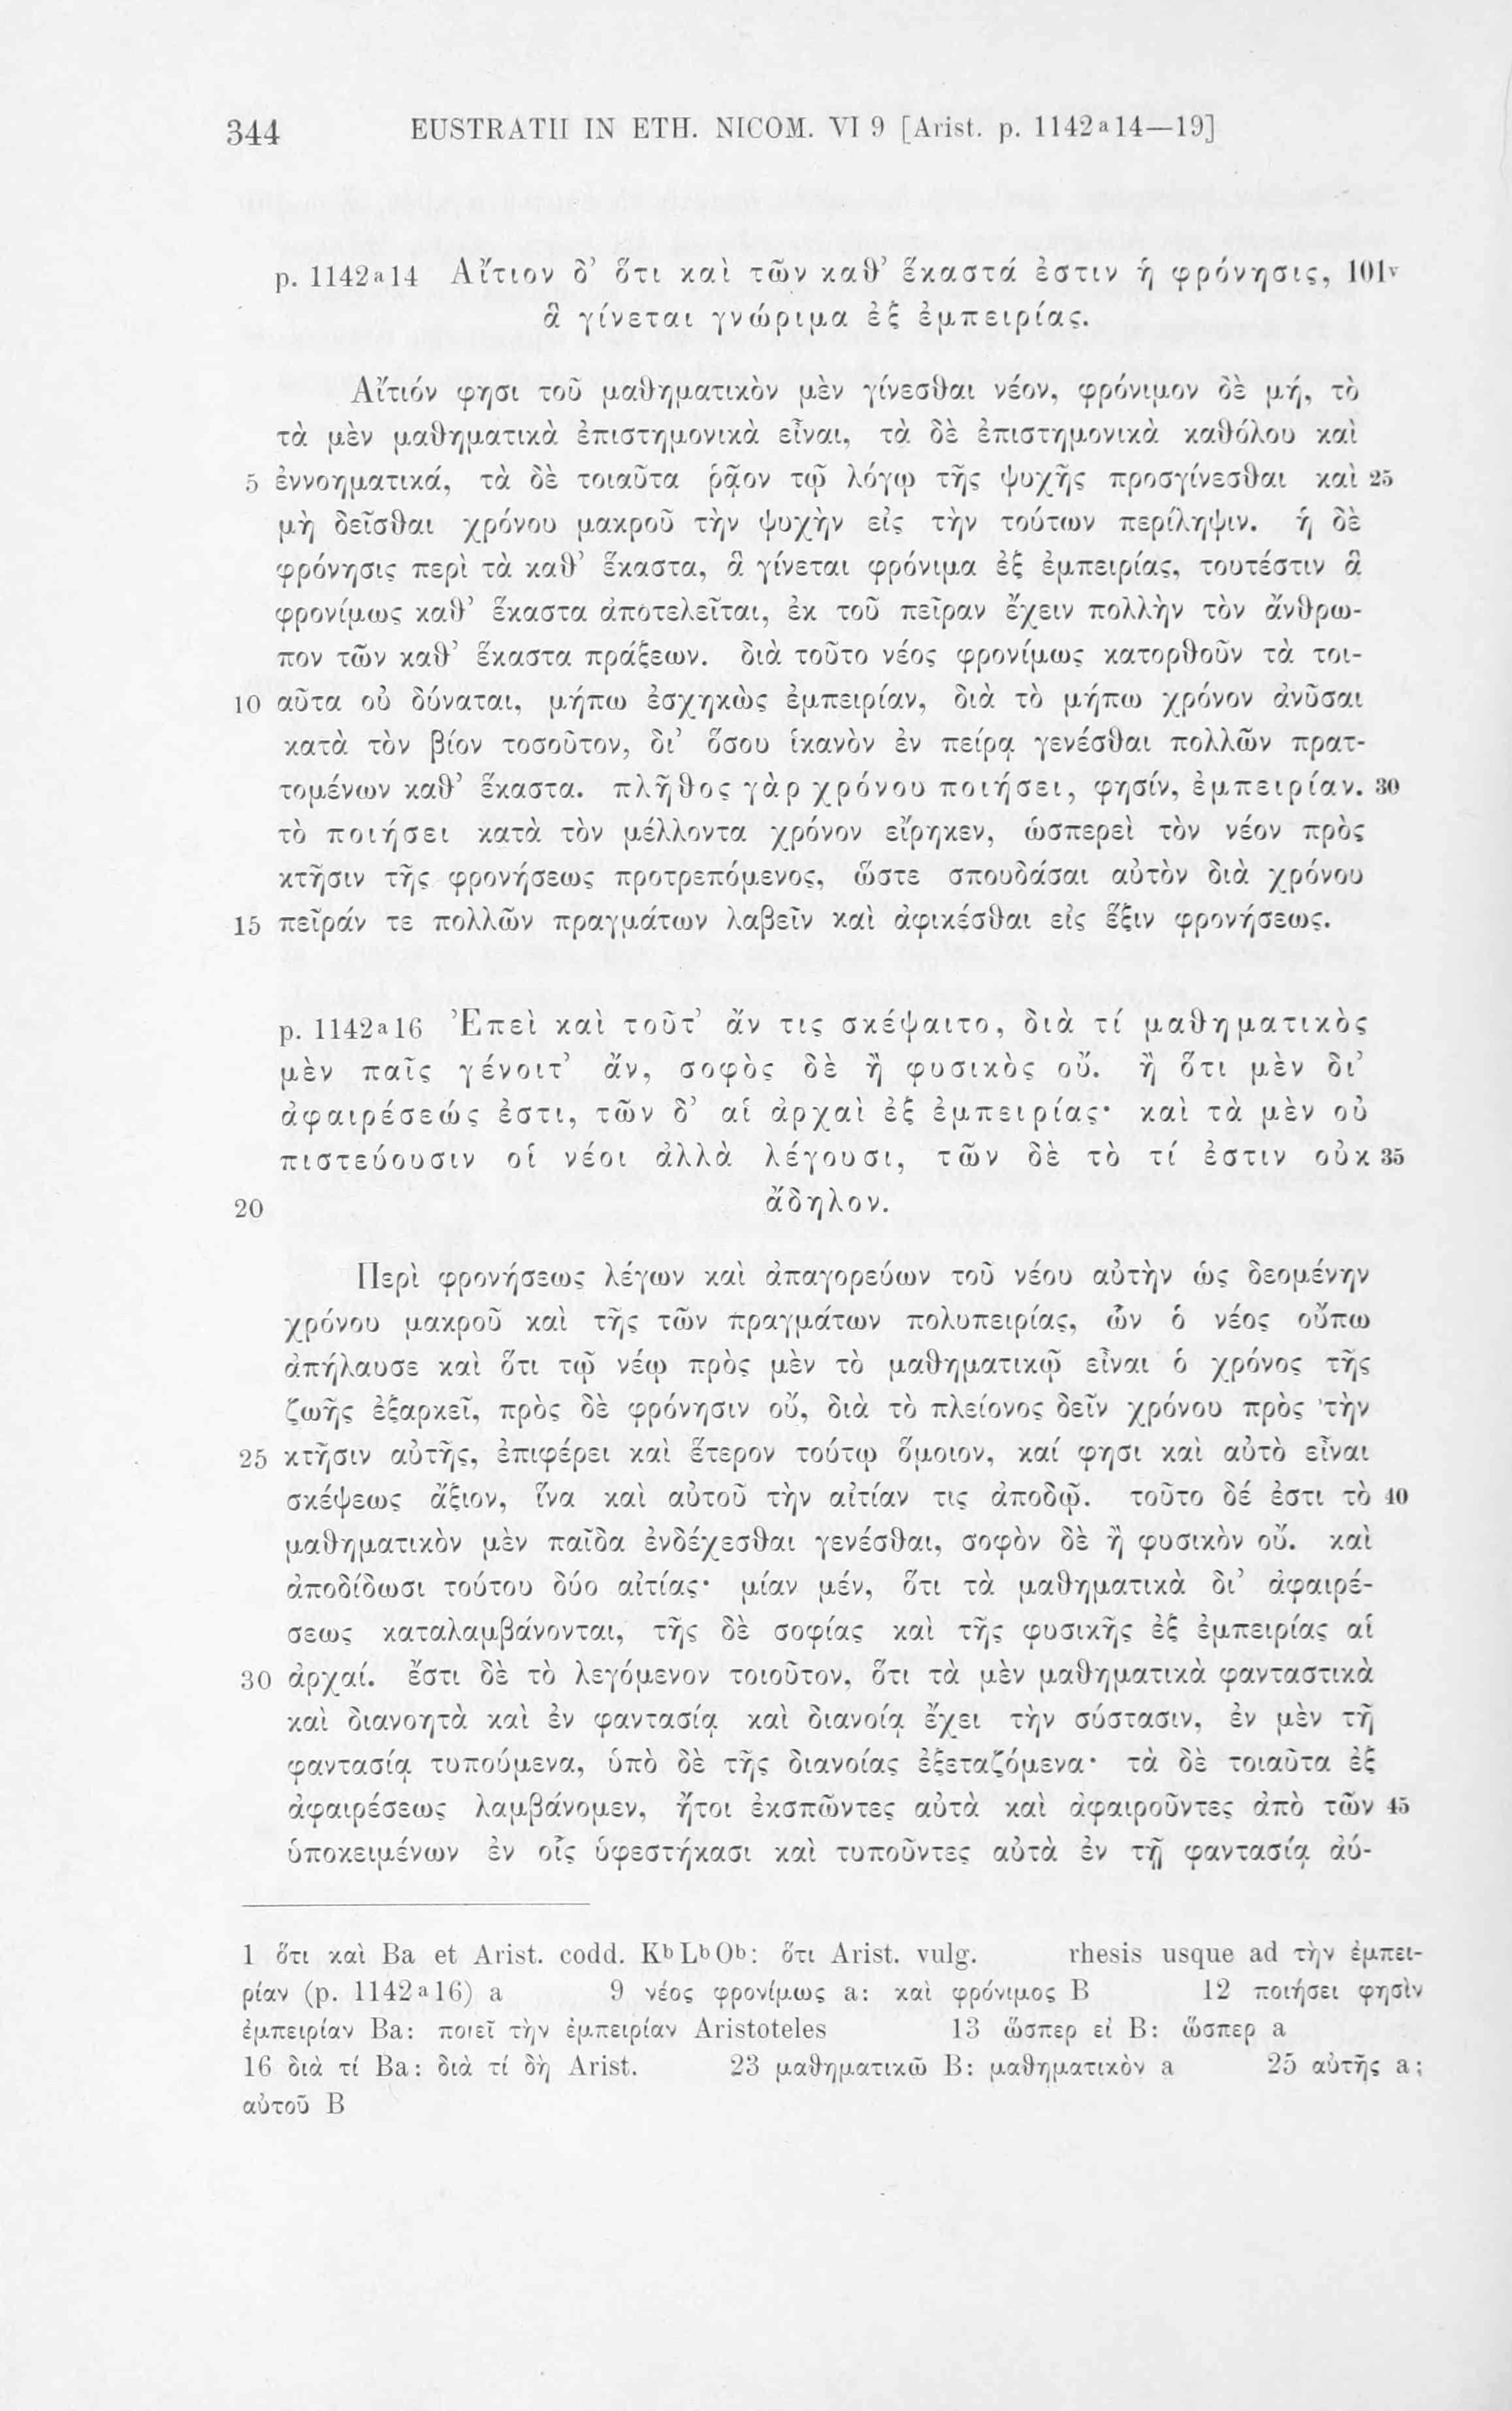 344 EUSTRATII IN ETH. NICOM. VI 9 [Arist. p. 1142a14—19]
p. 1142a14 Αἴτιον δ’ ὅτι καὶ τῶν καθ’ ἕκαστά ἐστιν ἡ φρόνησις, 101v
ἃ γίνεται γνώριμα ἐξ ἐμπειρίας.
Αἴτιόν φησι τοῦ μαθηματικὸν μὲν γίνεσθαι νέον, φρόνιμον δὲ μή, τὸ
τὰ μὲν μαθηματικὰ ἐπιστημονικὰ εἶναι, τὰ δὲ ἐπιστημονικὰ καθόλου καὶ
5 ἐννοηματικά, τὰ δὲ τοιαῦτα ῥᾷον τῷ λόγῳ τῆς ψυχῆς προσγίνεσθαι καὶ 25
μὴ δεῖσθαι χρόνου μακροῦ τὴν ψυχὴν εἰς τὴν τούτων περίληψιν. ἡ δὲ
φρόνησις περὶ τὰ καθ’ ἕκαστα, ἃ γίνεται φρόνιμα ἐξ ἐμπειρίας, τουτέστιν ἃ
φρονίμως καθ’ ἕκαστα ἀποτελεῖται, ἐκ τοῦ πεῖραν ἔχειν πολλὴν τὸν ἄνθρω-
πον τῶν καθ’ ἕκαστα πράξεων. διὰ τοῦτο νέος φρονίμως κατορθοῦν τὰ τοι-
10 αῦτα οὐ δύναται, μήπω ἐσχηκὼς ἐμπειρίαν, διὰ τὸ μήπω χρόνον ἀνῦσαι
κατὰ τὸν βίον τοσοῦτον, δι’ ὅσου ἱκανὸν ἐν πείρᾳ γενέσθαι πολλῶν πρατ-
τομένων καθ’ ἕκαστα. πλῆθος γὰρ χρόνου ποιήσει, φησίν, ἐμπειρίαν. 30
τὸ ποιήσει κατὰ τὸν μέλλοντα χρόνον εἴρηκεν, ὡσπερεὶ τὸν νέον πρὸς
κτῆσιν τῆς φρονήσεως προτρεπόμενος, ὥστε σπουδάσαι αὐτὸν διὰ χρόνου
15 πεῖράν τε πολλῶν πραγμάτων λαβεῖν καὶ ἀφικέσθαι εἰς ἕξιν φρονήσεως.
p. 1142a16 Ἐπεὶ καὶ τοῦτ’ ἄν τις σκέψαιτο, διὰ τί μαθηματικὸς
μὲν παῖς γένοιτ’ ἄν, σοφὸς δὲ ἢ φυσικὸς οὔ. ἢ ὅτι μὲν δι’
ἀφαιρέσεώς ἐστι, τῶν δ’ αἱ ἀρχαὶ ἐξ ἐμπειρίας· καὶ τὰ μὲν οὐ
πιστεύουσιν οἱ νέοι ἀλλὰ λέγουσι, τῶν δὲ τὸ τί ἐστιν οὐκ 35
20 ἄδηλον.
Περὶ φρονήσεως λέγων καὶ ἀπαγορεύων τοῦ νέου αὐτὴν ὡς δεομένην
χρόνου μακροῦ καὶ τῆς τῶν πραγμάτων πολυπειρίας, ὧν ὁ νέος οὔπω
ἀπήλαυσε καὶ ὅτι τῷ νέῳ πρὸς μὲν τὸ μαθηματικῷ εἶναι ὁ χρόνος τῆς
ζωῆς ἐξαρκεῖ, πρὸς δὲ φρόνησιν οὔ, διὰ τὸ πλείονος δεῖν χρόνου πρὸς τὴν
25 κτῆσιν αὐτῆς, ἐπιφέρει καὶ ἕτερον τούτῳ ὅμοιον, καί φησι καὶ αὐτὸ εἶναι
σκέψεως ἄξιον, ἵνα καὶ αὐτοῦ τὴν αἰτίαν τις ἀποδῷ. τοῦτο δέ ἐστι τὸ 40
μαθηματικὸν μὲν παῖδα ἐνδέχεσθαι γενέσθαι, σοφὸν δὲ ἢ φυσικὸν οὔ. καὶ
ἀποδίδωσι τούτου δύο αἰτίας· μίαν μέν, ὅτι τὰ μαθηματικὰ δι’ ἀφαιρέ-
σεως καταλαμβάνονται, τῆς δὲ σοφίας καὶ τῆς φυσικῆς ἐξ ἐμπειρίας αἱ
30 ἀρχαί. ἔστι δὲ τὸ λεγόμενον τοιοῦτον, ὅτι τὰ μὲν μαθηματικὰ φανταστικὰ
καὶ διανοητὰ καὶ ἐν φαντασίᾳ καὶ διανοίᾳ ἔχει τὴν σύστασιν, ἐν μὲν τῇ
φαντασίᾳ τυπούμενα, ὑπὸ δὲ τῆς διανοίας ἐξεταζόμενα· τὰ δὲ τοιαῦτα ἐξ
ἀφαιρέσεως λαμβάνομεν, ἤτοι ἐκσπῶντες αὐτὰ καὶ ἀφαιροῦντες ἀπὸ τῶν 45
ὑποκειμένων ἐν οἷς ὑφεστήκασι καὶ τυποῦντες αὐτὰ ἐν τῇ φαντασίᾳ ἀύ-
1 ὅτι καὶ Ba et Arist. codd. KbLbOb: ὅτι Arist. vulg. rhesis usque ad τὴν ἐμπει-
ρίαν (p. 1142a16) a 9 νέος φρονίμως a: καὶ φρόνιμος B 12 ποιήσει φησὶν
ἐμπειρίαν Ba: ποιεῖ τὴν ἐμπειρίαν Aristoteles 13 ὥσπερ εἰ B: ὥσπερ a
16 διὰ τί Ba: διὰ τί δὴ Arist. 23 μαθηματικῶ B: μαθηματικὸν a 25 αὐτῆς a;
αὐτοῦ B